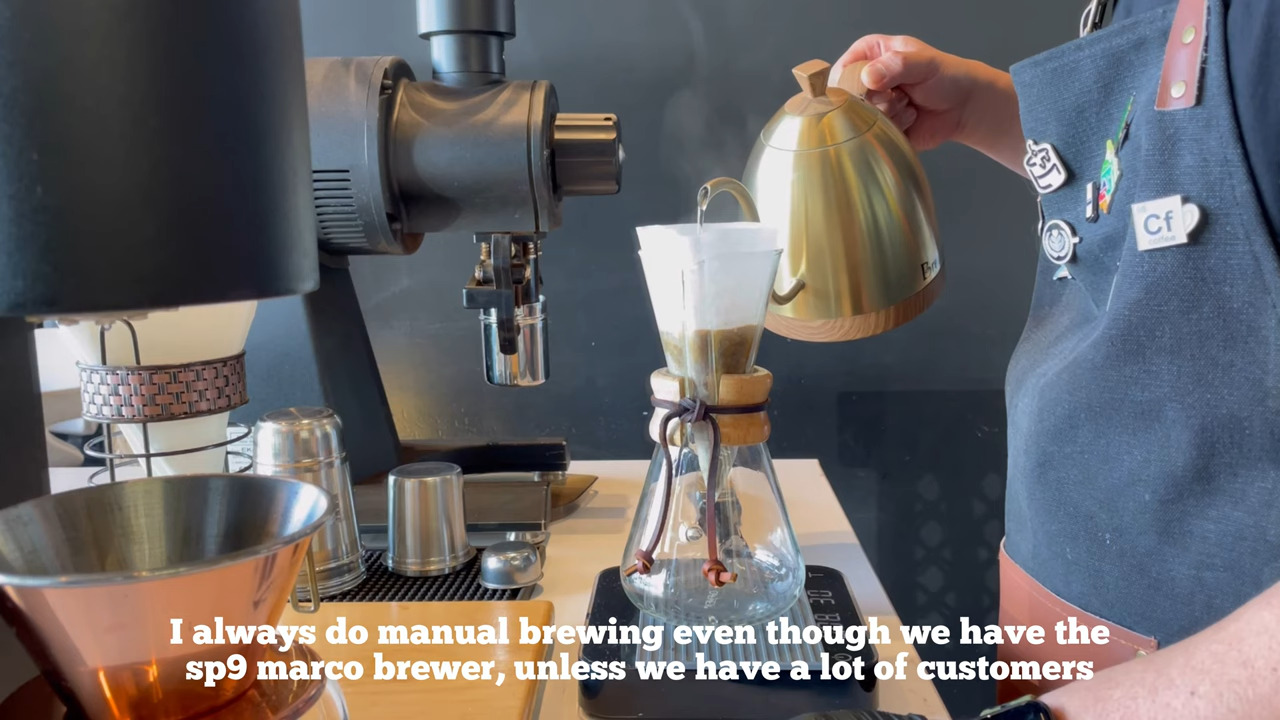 Cf
coffee
I always do manual brewing even though we have the
sp9 marco brewer, unless we have a lot of customers